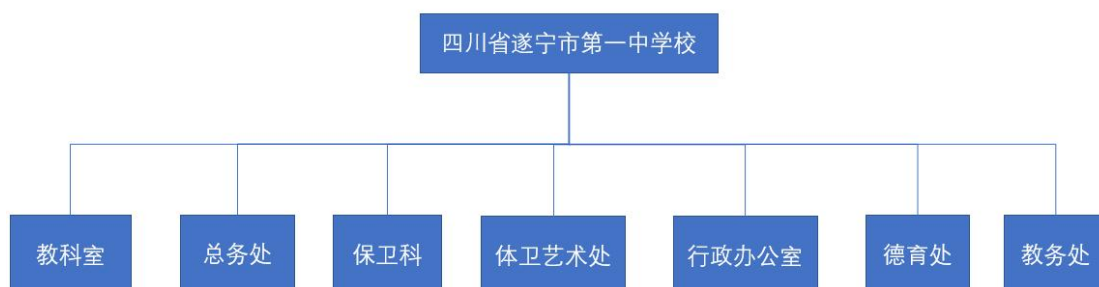 四川省遂宁市第一中学校
教科室
总务处
保卫科
体卫艺术处
行政办公室
德育处
教务处